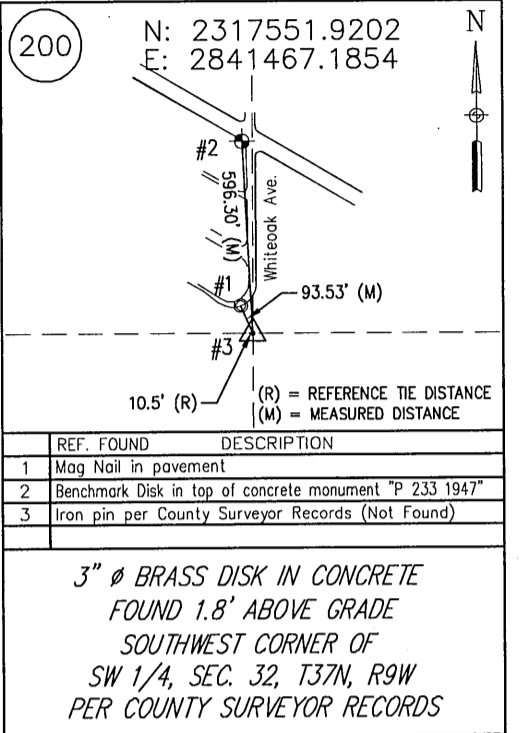 200
N: 2317551.9202
E: 2841467.1854
N
#2
596.30' (M)
Whiteoak Ave.
#1
93.53' (M)
#3
10.5' (R)
(R) = REFERENCE TIE DISTANCE
(M) = MEASURED DISTANCE
REF. FOUND DESCRIPTION
1 Mag Nail in pavement
2 Benchmark Disk in top of concrete monument "P 233 1947"
3 Iron pin per County Surveyor Records (Not Found)
3" ø BRASS DISK IN CONCRETE
FOUND 1.8' ABOVE GRADE
SOUTHWEST CORNER OF
SW 1/4, SEC. 32, T37N, R9W
PER COUNTY SURVEYOR RECORDS